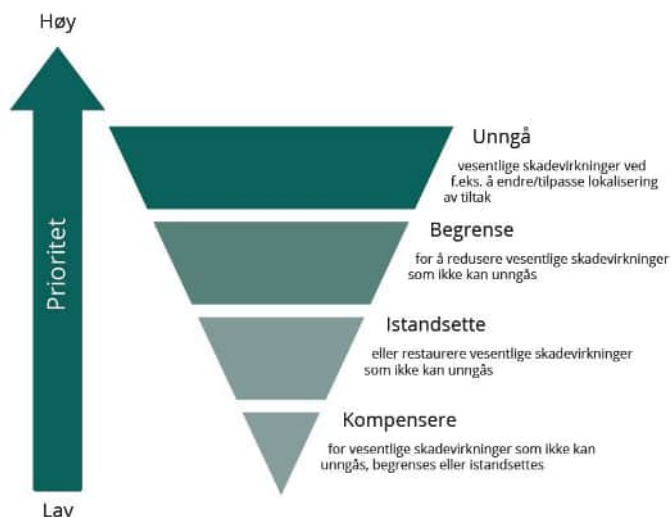 Høy
Prioritet
Lav
Unngå
vesentlige skadevirkninger ved
f.eks. å endre/tilpasse lokalisering
av tiltak
Begrense
for å redusere vesentlige skadevirkninger
som ikke kan unngås
Istandsette
eller restaurere vesentlige skadevirkninger
som ikke kan unngås
Kompensere
for vesentlige skadevirkninger som ikke kan
unngås, begrenses eller istandsettes